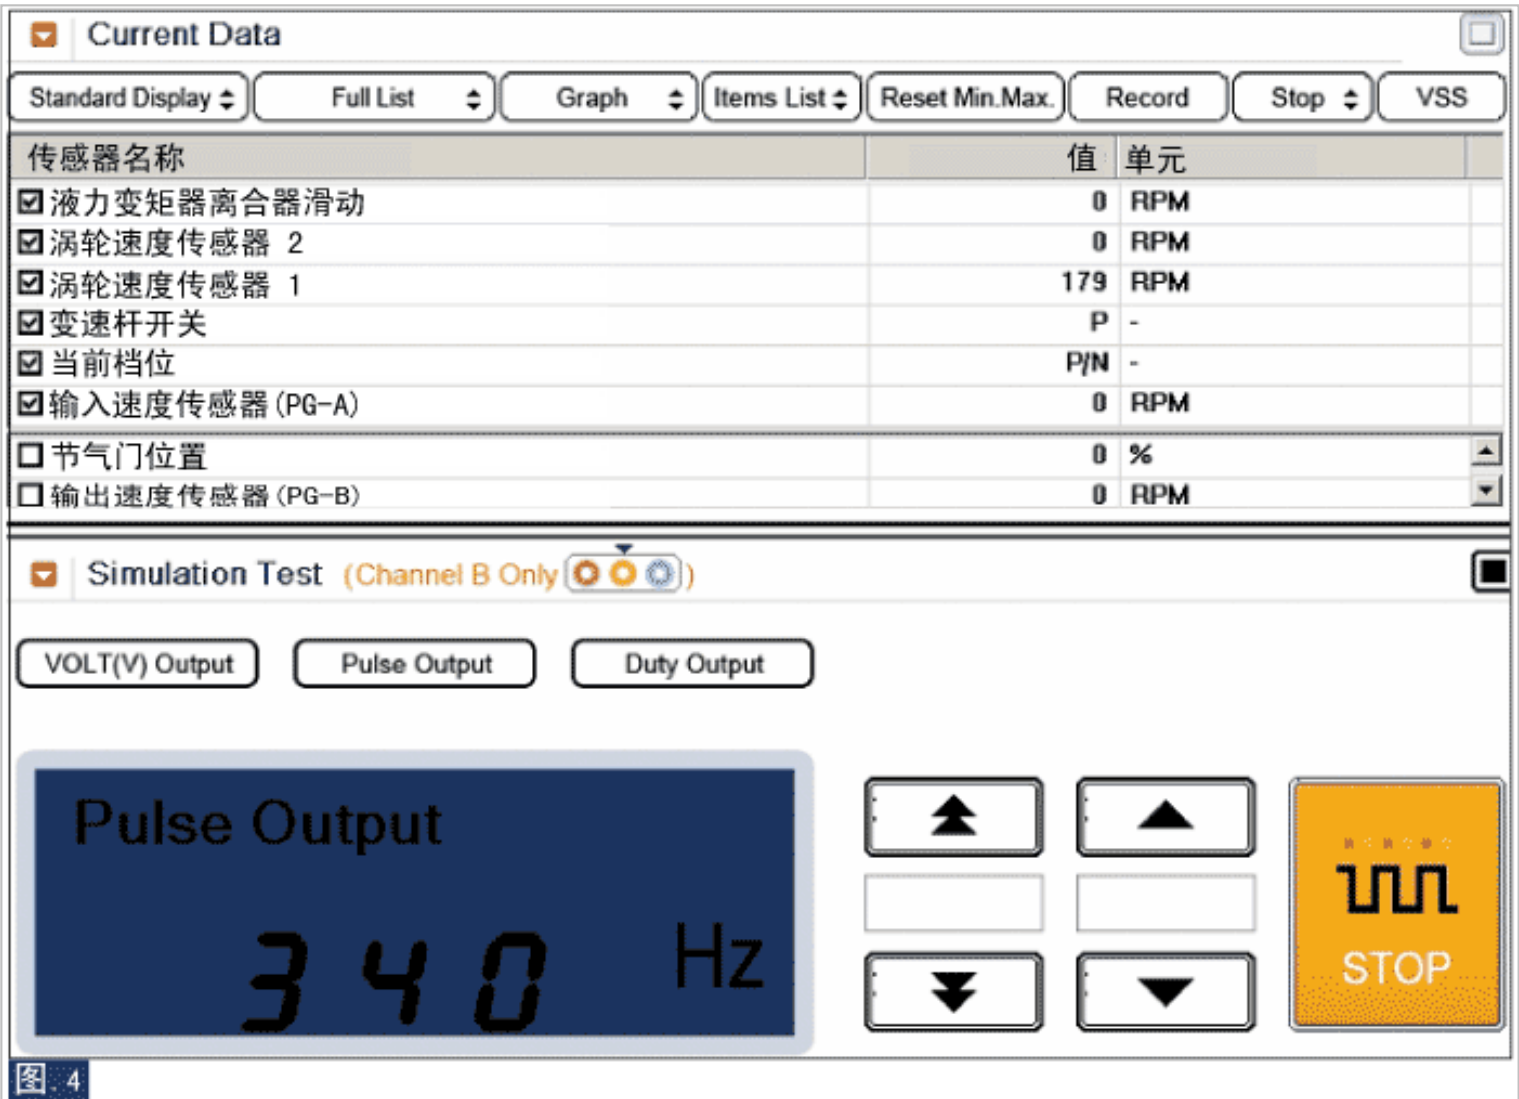 Current Data
Standard Display Full List Graph Items List Reset Min.Max. Record Stop VSS
传感器名称 值 单元
液力变矩器离合器滑动 0 RPM
涡轮速度传感器 2 0 RPM
涡轮速度传感器 1 179 RPM
变速杆开关 P -
当前档位 P/N -
输入速度传感器(PG-A) 0 RPM
节气门位置 0 %
输出速度传感器(PG-B) 0 RPM
Simulation Test (Channel B Only )
VOLT(V) Output Pulse Output Duty Output
Pulse Output
340 Hz
STOP
图.4